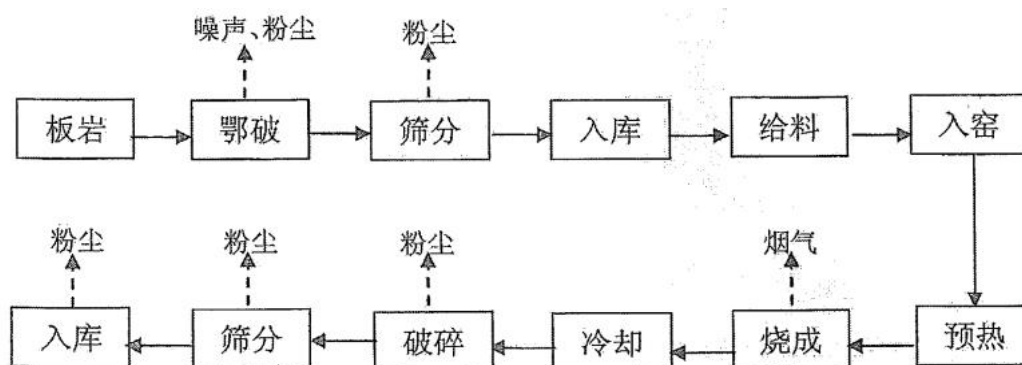 噪声、粉尘 粉尘
板岩 鄂破 筛分 入库 给料 入窑
粉尘 粉尘 粉尘 烟气
入库 筛分 破碎 冷却 烧成 预热